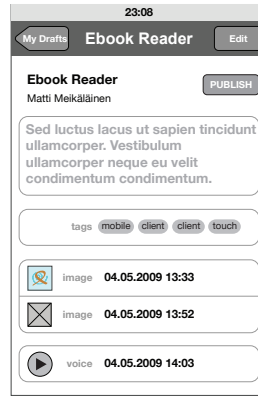 23:08
My Drafts Ebook Reader Edit
Ebook Reader
PUBLISH
Matti Meikäläinen
Sed luctus lacus ut sapien tincidunt
ullamcorper. Vestibulum
ullamcorper neque eu velit
condimentum condimentum.
tags mobile client client touch
image 04.05.2009 13:33
image 04.05.2009 13:52
voice 04.05.2009 14:03